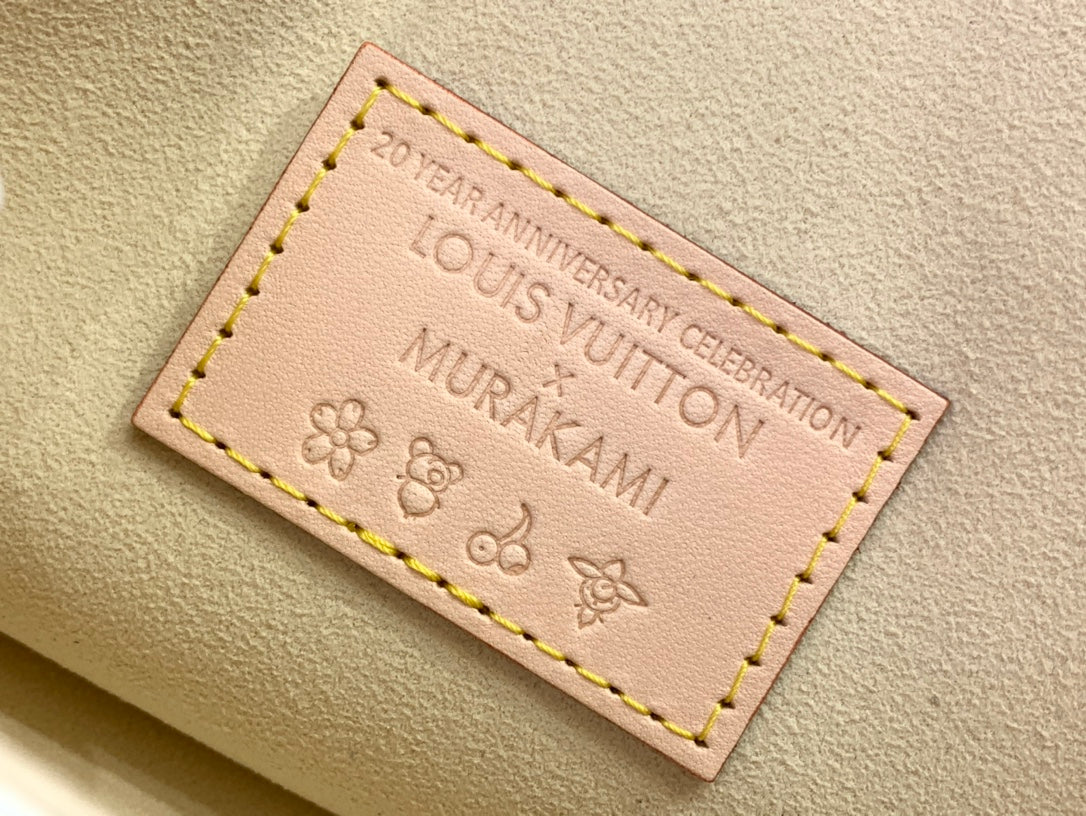 20 YEAR ANNIVERSARY CELEBRATION
LOUIS VUITTON
×
MURAKAMI